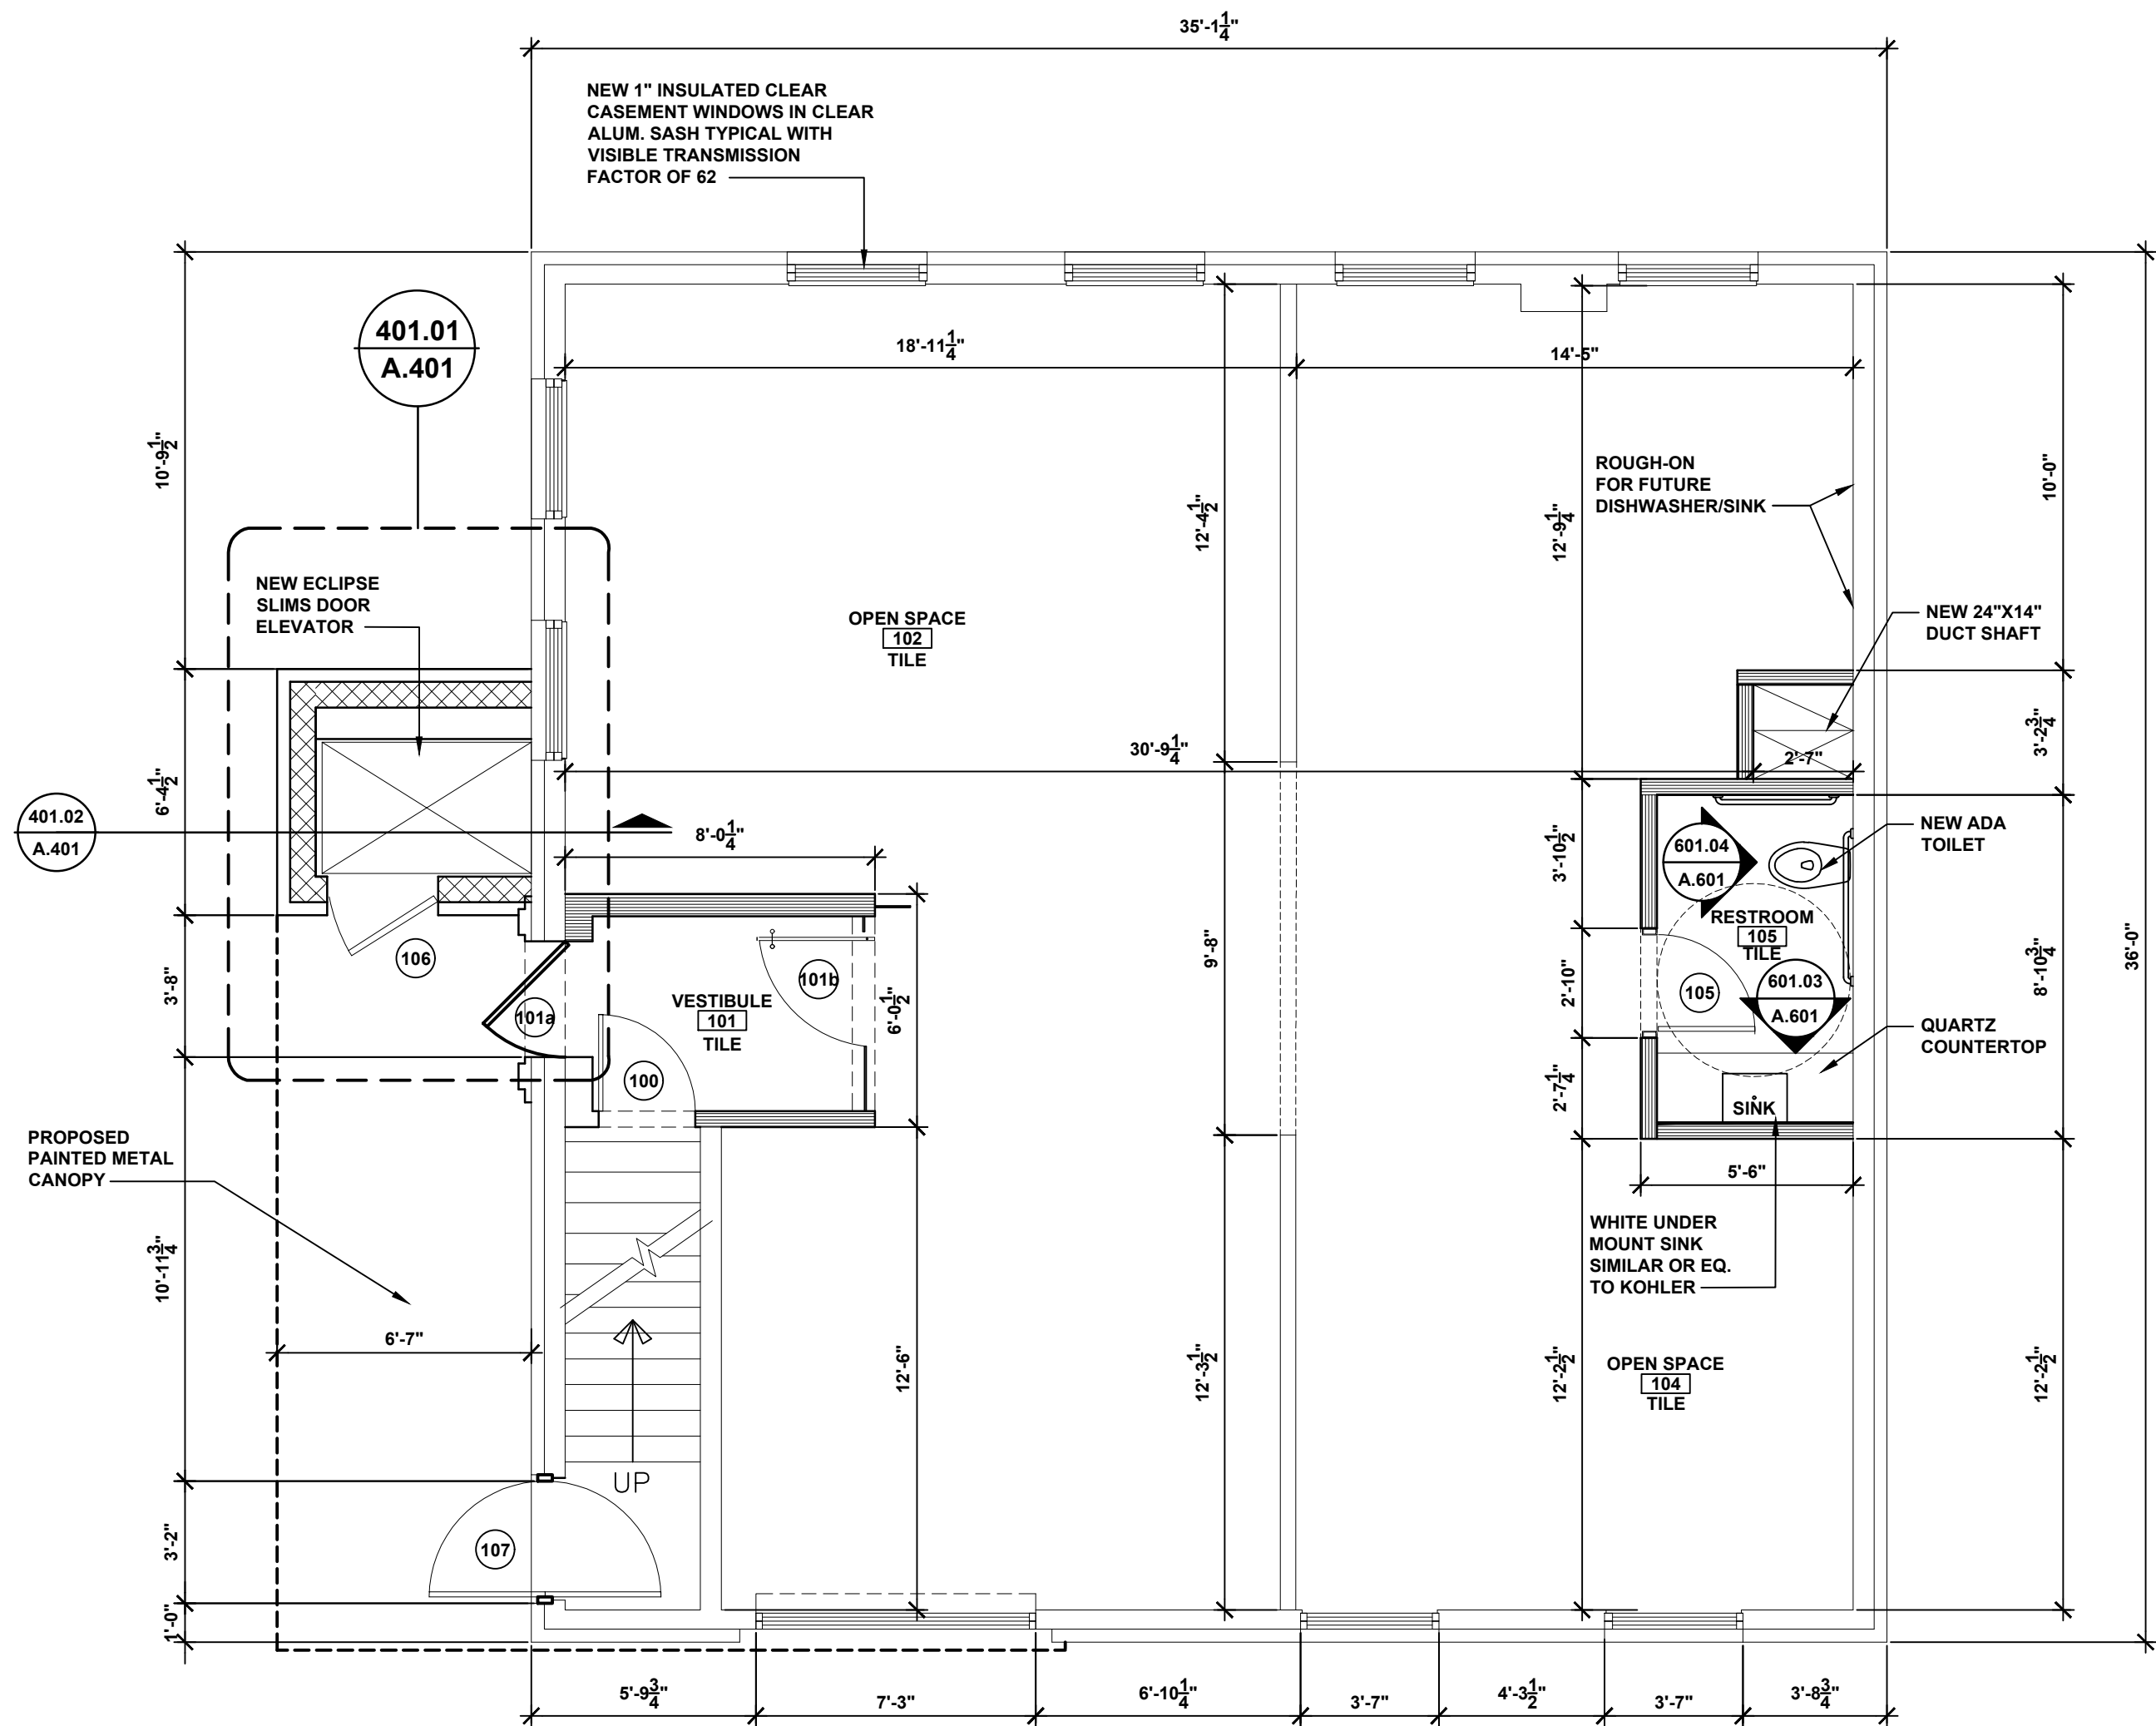 35'-1 1/4"
NEW 1" INSULATED CLEAR
CASEMENT WINDOWS IN CLEAR
ALUM. SASH TYPICAL WITH
VISIBLE TRANSMISSION
FACTOR OF 62
401.01
A.401
18'-11 1/4"
14'-5"
10'-9 1/2"
12'-4 1/2"
12'-9 1/4"
ROUGH-ON
FOR FUTURE
DISHWASHER/SINK
10'-0"
NEW ECLIPSE
SLIMS DOOR
ELEVATOR
OPEN SPACE
102
TILE
NEW 24"X14"
DUCT SHAFT
30'-9 1/4"
2'-7"
3'-2 3/4"
6'-4 1/2"
401.02
A.401
8'-0 1/4"
3'-10 1/2"
601.04
A.601
NEW ADA
TOILET
RESTROOM
105
TILE
106
3'-8"
101a
VESTIBULE
101
TILE
101b
6'-0 1/2"
9'-8"
2'-10"
105
601.03
A.601
8'-10 3/4"
36'-0"
QUARTZ
COUNTERTOP
100
2'-7 1/4"
SINK
PROPOSED
PAINTED METAL
CANOPY
5'-6"
WHITE UNDER
MOUNT SINK
SIMILAR OR EQ.
TO KOHLER
10'-11 3/4"
6'-7"
12'-6"
12'-3 1/2"
12'-2 1/2"
OPEN SPACE
104
TILE
12'-2 1/2"
UP
107
3'-2"
1'-0"
5'-9 3/4"
7'-3"
6'-10 1/4"
3'-7"
4'-3 1/2"
3'-7"
3'-8 3/4"